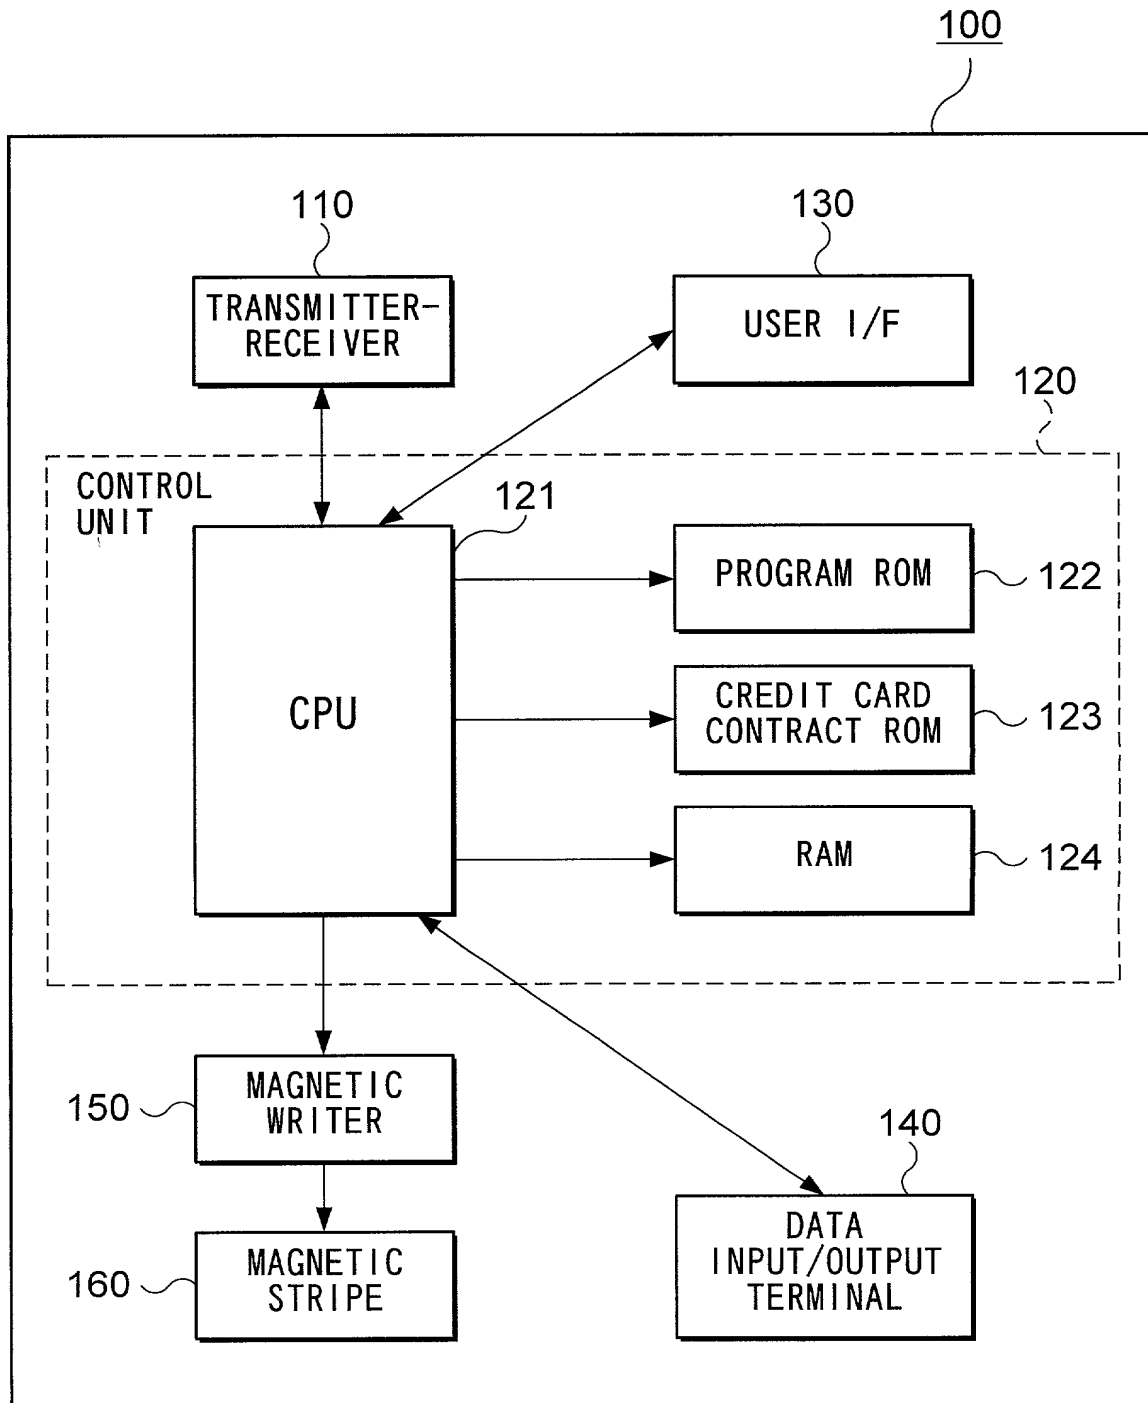 100
110
130
TRANSMITTER-
RECEIVER
USER I/F
120
CONTROL
UNIT
121
PROGRAM ROM
122
CPU
CREDIT CARD
CONTRACT ROM
123
RAM
124
150
MAGNETIC
WRITER
140
160
MAGNETIC
STRIPE
DATA
INPUT/OUTPUT
TERMINAL